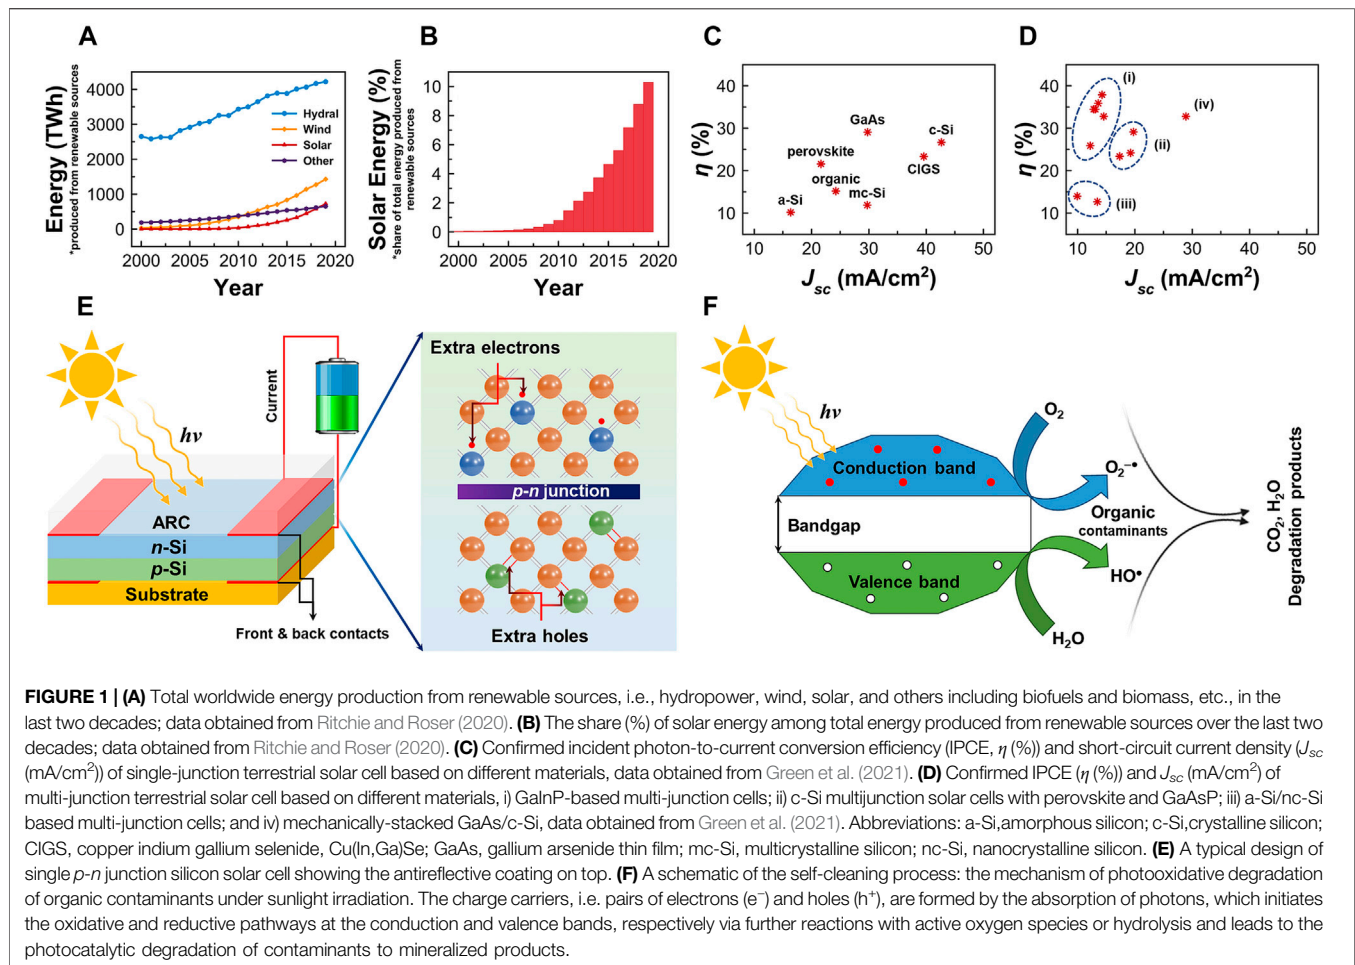 A
Energy (TWh)
*produced from renewable sources
4000
3000
2000
1000
0
Hydral
Wind
Solar
Other
2000 2005 2010 2015 2020
Year
B
Solar Energy (%)
*share of total energy produced from
renewable sources
10
8
6
4
2
0
2000 2005 2010 2015 2020
Year
C
η (%)
40
30
20
10
GaAs
c-Si
perovskite
CIGS
organic
mc-Si
a-Si
10 20 30 40 50
Jsc (mA/cm²)
D
η (%)
40
30
20
10
(i)
(iv)
(ii)
(iii)
10 20 30 40 50
Jsc (mA/cm²)
E
hν
Current
ARC
n-Si
p-Si
Substrate
Front & back contacts
Extra electrons
p-n junction
Extra holes
F
hν
Conduction band
Bandgap
Valence band
O₂
O₂⁻•
Organic
contaminants
HO•
H₂O
CO₂, H₂O
Degradation products
FIGURE 1 | (A) Total worldwide energy production from renewable sources, i.e., hydropower, wind, solar, and others including biofuels and biomass, etc., in the
last two decades; data obtained from Ritchie and Roser (2020). (B) The share (%) of solar energy among total energy produced from renewable sources over the last two
decades; data obtained from Ritchie and Roser (2020). (C) Confirmed incident photon-to-current conversion efficiency (IPCE, η (%)) and short-circuit current density (Jsc
(mA/cm²)) of single-junction terrestrial solar cell based on different materials, data obtained from Green et al. (2021). (D) Confirmed IPCE (η (%)) and Jsc (mA/cm²) of
multi-junction terrestrial solar cell based on different materials, i) GaInP-based multi-junction cells; ii) c-Si multijunction solar cells with perovskite and GaAsP; iii) a-Si/nc-Si
based multi-junction cells; and iv) mechanically-stacked GaAs/c-Si, data obtained from Green et al. (2021). Abbreviations: a-Si,amorphous silicon; c-Si,crystalline silicon;
CIGS, copper indium gallium selenide, Cu(In,Ga)Se; GaAs, gallium arsenide thin film; mc-Si, multicrystalline silicon; nc-Si, nanocrystalline silicon. (E) A typical design of
single p-n junction silicon solar cell showing the antireflective coating on top. (F) A schematic of the self-cleaning process: the mechanism of photooxidative degradation
of organic contaminants under sunlight irradiation. The charge carriers, i.e. pairs of electrons (e⁻) and holes (h⁺), are formed by the absorption of photons, which initiates
the oxidative and reductive pathways at the conduction and valence bands, respectively via further reactions with active oxygen species or hydrolysis and leads to the
photocatalytic degradation of contaminants to mineralized products.